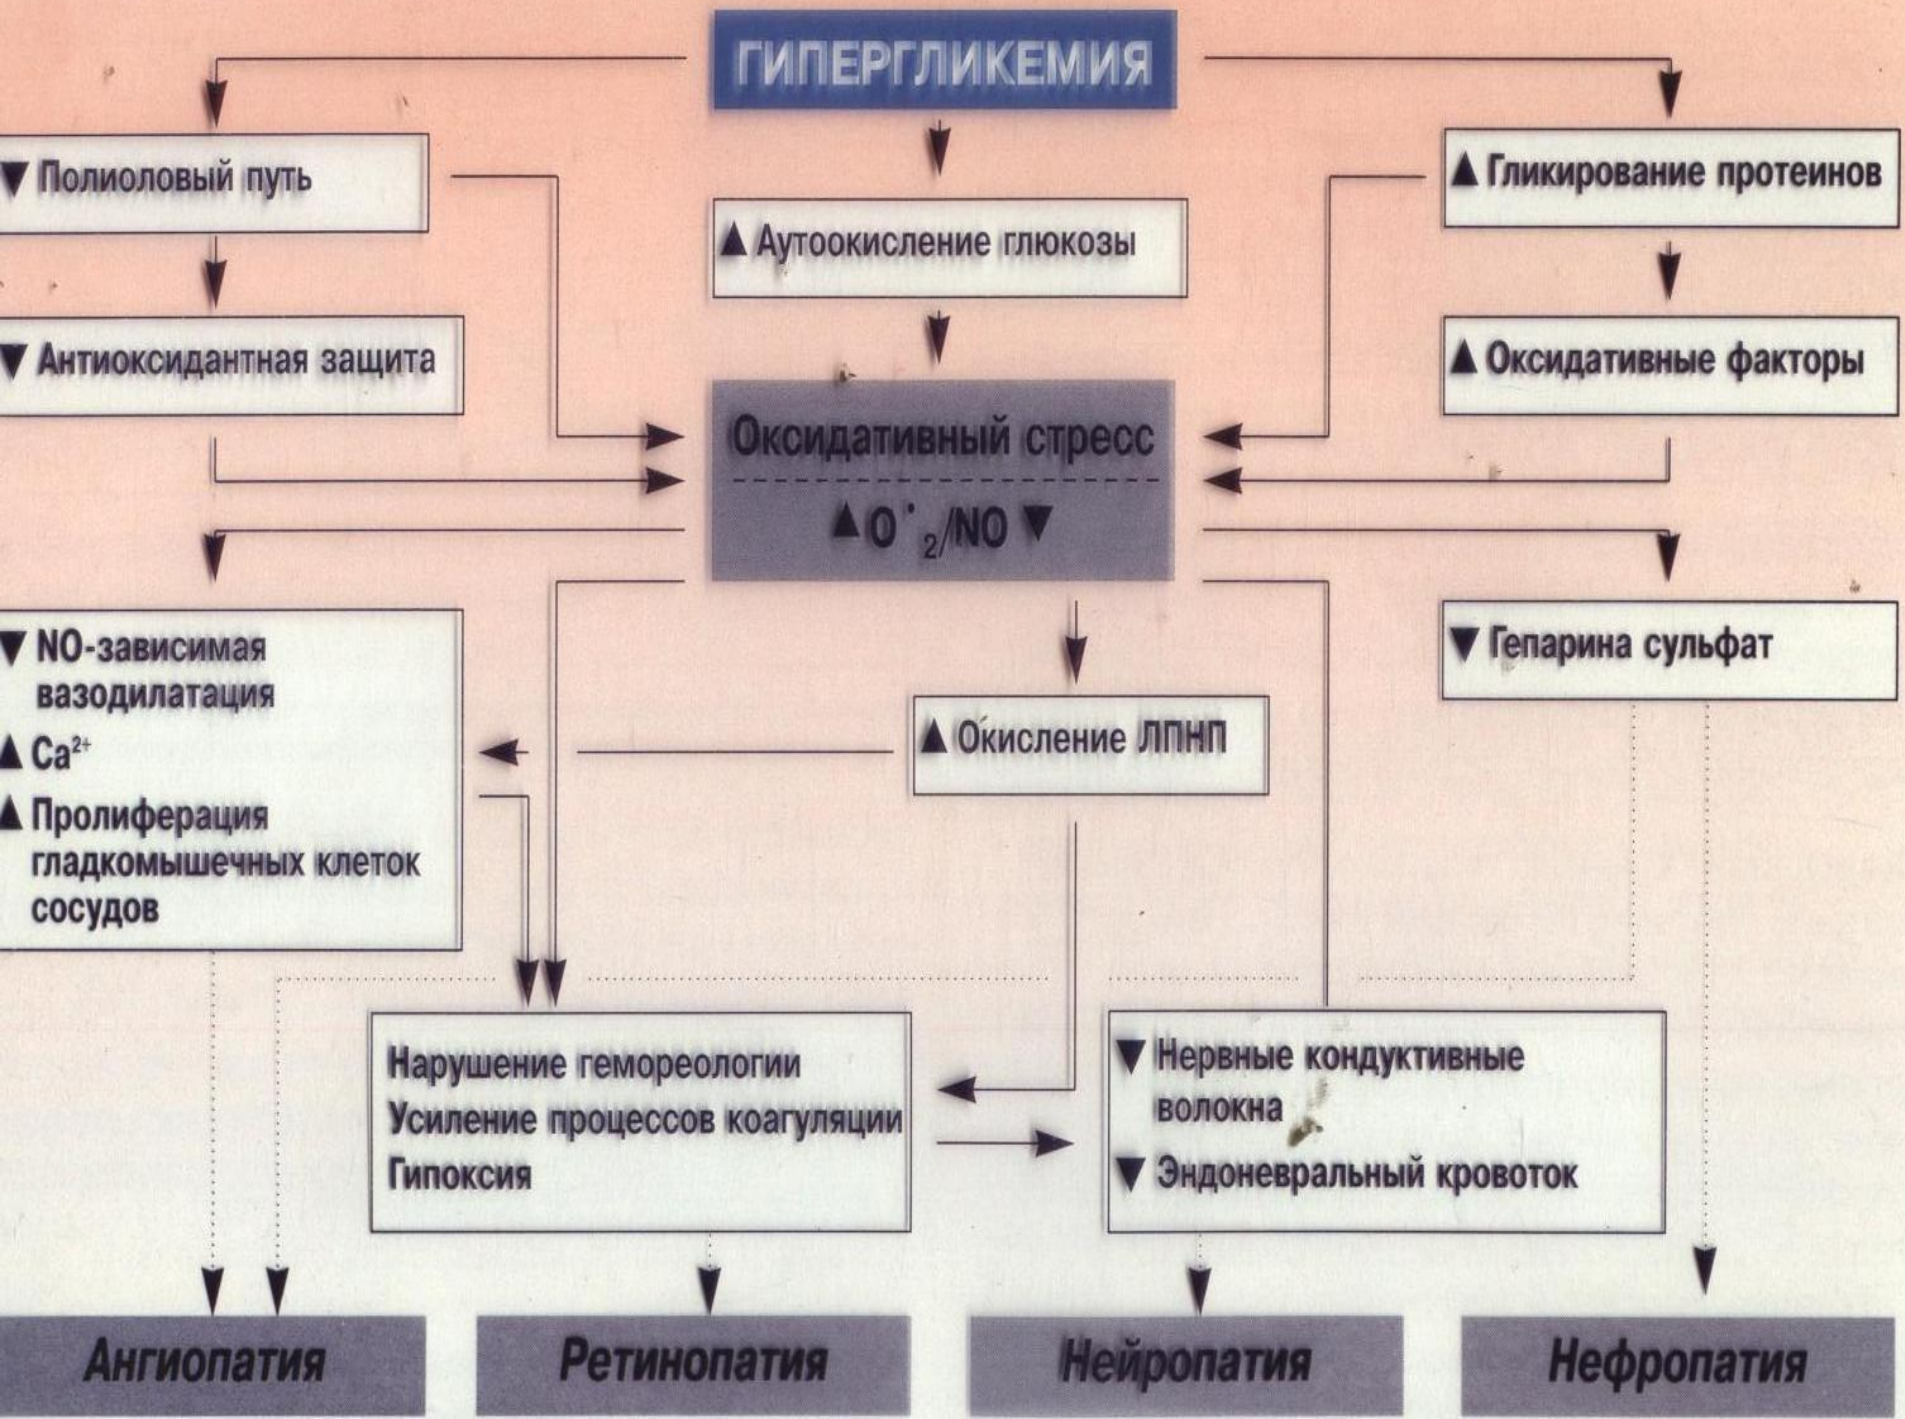 ГИПЕРГЛИКЕМИЯ
▼ Полиоловый путь
▲ Аутоокисление глюкозы
▲ Гликирование протеинов
▼ Антиоксидантная защита
▲ Оксидативные факторы
Оксидативный стресс
▲ O˙₂/NO ▼
▼ NO-зависимая
вазодилатация
▲ Ca²⁺
▲ Пролиферация
гладкомышечных клеток
сосудов
▲ Окисление ЛПНП
▼ Гепарина сульфат
Нарушение гемореологии
Усиление процессов коагуляции
Гипоксия
▼ Нервные кондуктивные
волокна
▼ Эндоневральный кровоток
Ангиопатия
Ретинопатия
Нейропатия
Нефропатия